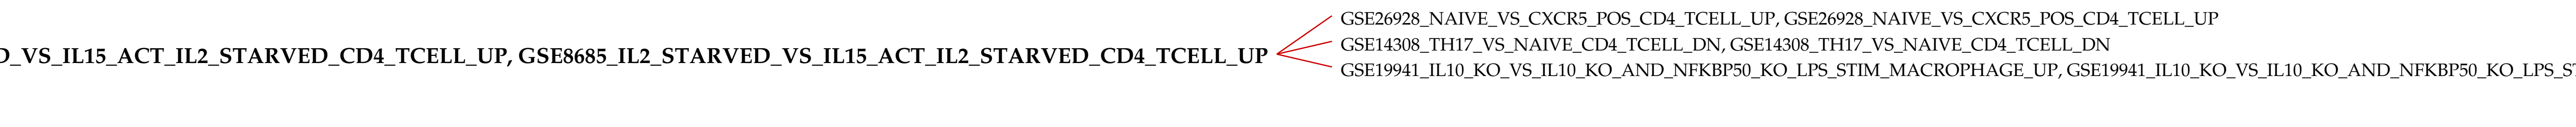 GSE26928_NAIVE_VS_CXCR5_POS_CD4_TCELL_UP, GSE26928_NAIVE_VS_CXCR5_POS_CD4_TCELL_UP
GSE14308_TH17_VS_NAIVE_CD4_TCELL_DN, GSE14308_TH17_VS_NAIVE_CD4_TCELL_DN
D_VS_IL15_ACT_IL2_STARVED_CD4_TCELL_UP, GSE8685_IL2_STARVED_VS_IL15_ACT_IL2_STARVED_CD4_TCELL_UP
GSE19941_IL10_KO_VS_IL10_KO_AND_NFKBP50_KO_LPS_STIM_MACROPHAGE_UP, GSE19941_IL10_KO_VS_IL10_KO_AND_NFKBP50_KO_LPS_S